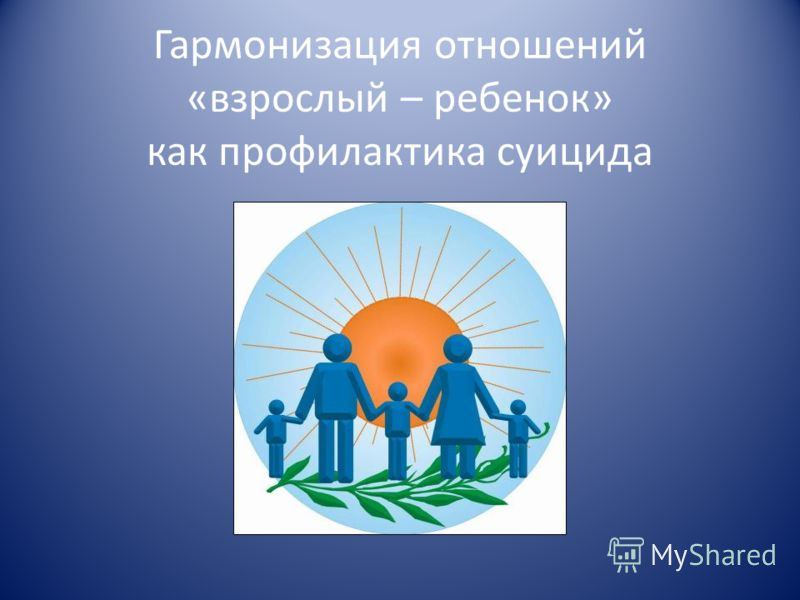 Гармонизация отношений
«взрослый – ребенок»
как профилактика суицида
MyShared